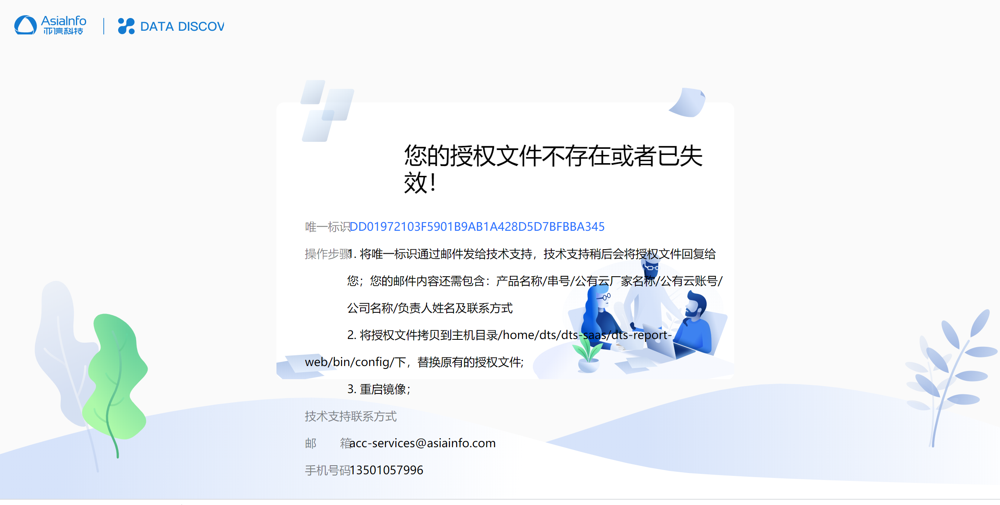 AsiaInfo
亚信科技
DATA DISCOV
您的授权文件不存在或者已失
效！
唯一标识DD01972103F5901B9AB1A428D5D7BFBBA345
操作步骤1. 将唯一标识通过邮件发给技术支持，技术支持稍后会将授权文件回复给
您；您的邮件内容还需包含：产品名称/串号/公有云厂家名称/公有云账号/
公司名称/负责人姓名及联系方式
2. 将授权文件拷贝到主机目录/home/dts/dts-saas/dts-report-
web/bin/config/下，替换原有的授权文件;
3. 重启镜像；
技术支持联系方式
邮 箱acc-services@asiainfo.com
手机号码13501057996